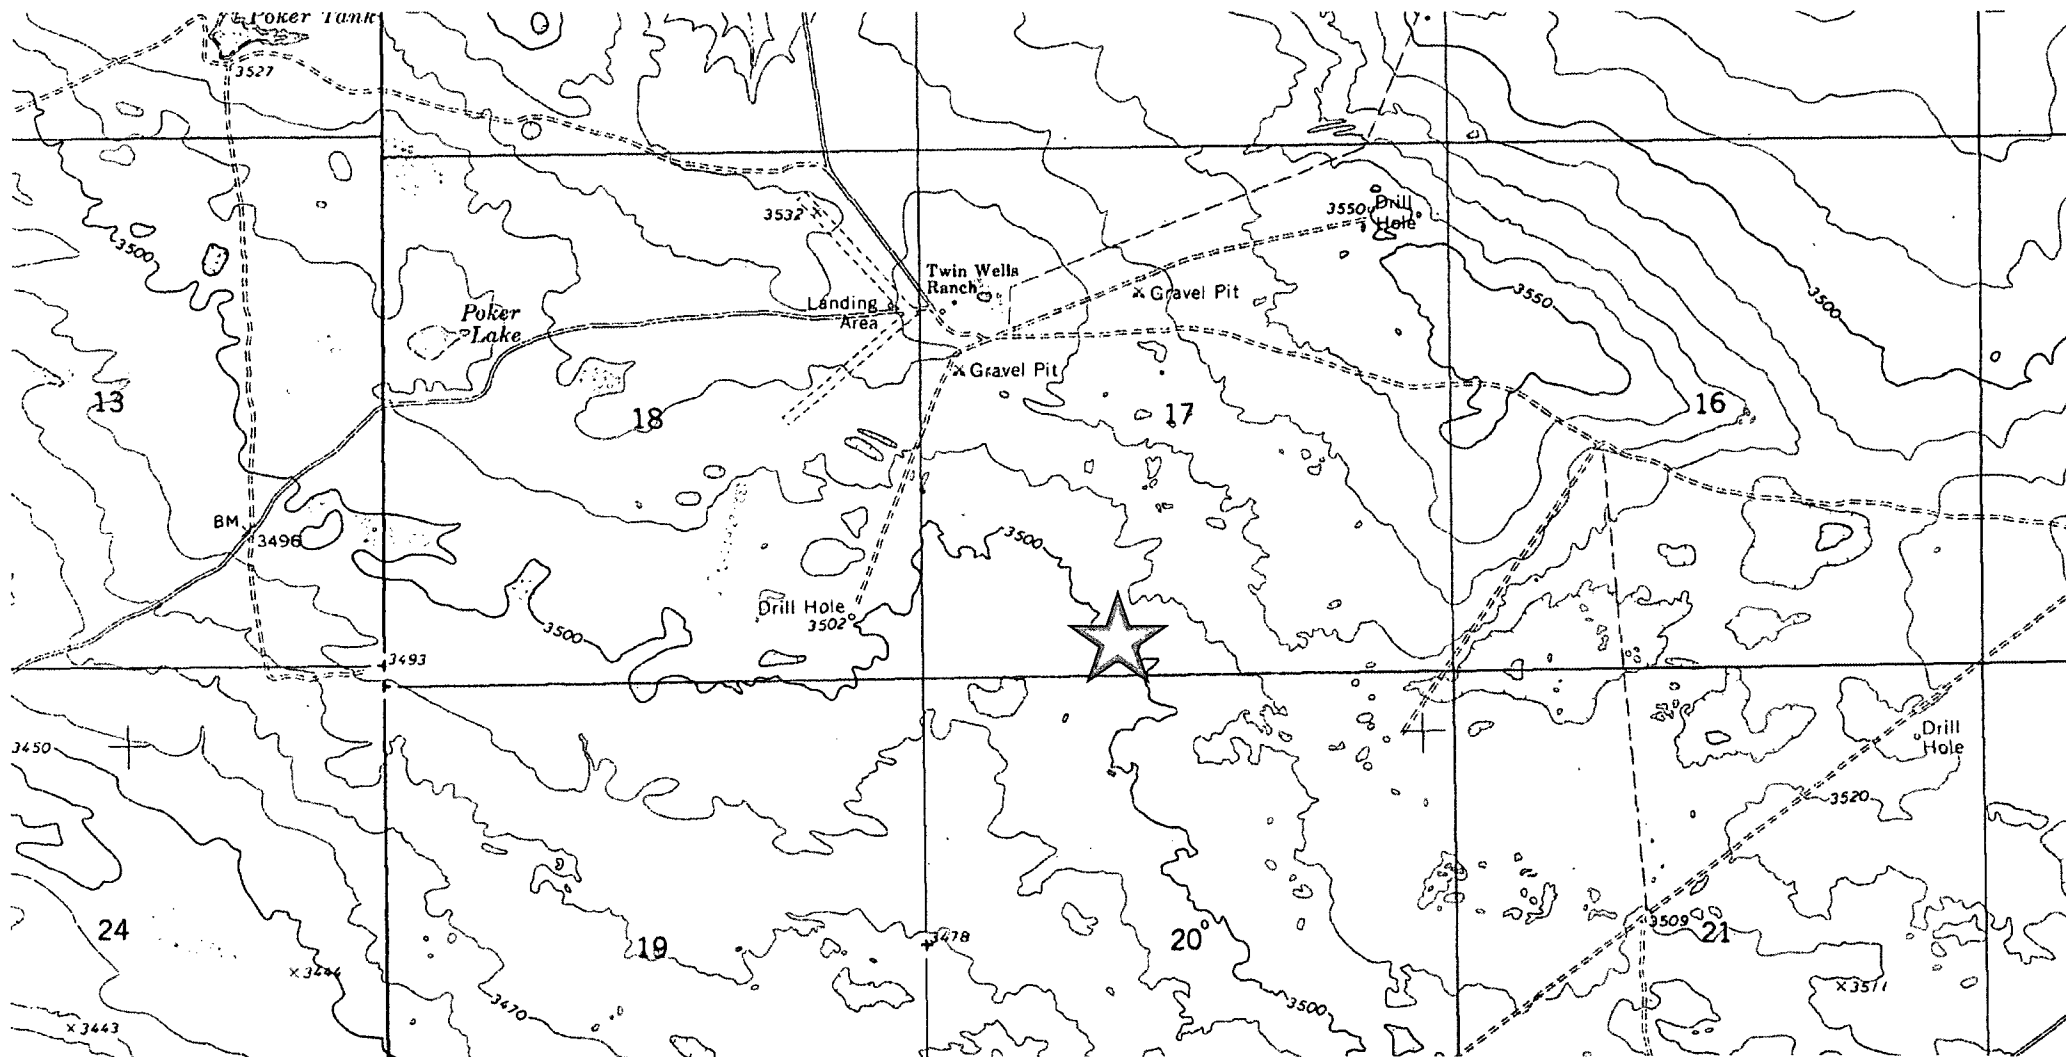 Poker Tank
3527
3532
3550
Drill
Hole
3500
Twin Wells
Ranch
Gravel Pit
Landing
Area
Poker
Lake
3550
3500
Gravel Pit
13
18
17
16
BM
3496
3500
Drill Hole
3502
3500
3493
3450
Drill
Hole
3520
24
19
3478
20
3509
21
3444
3470
3500
3511
3443